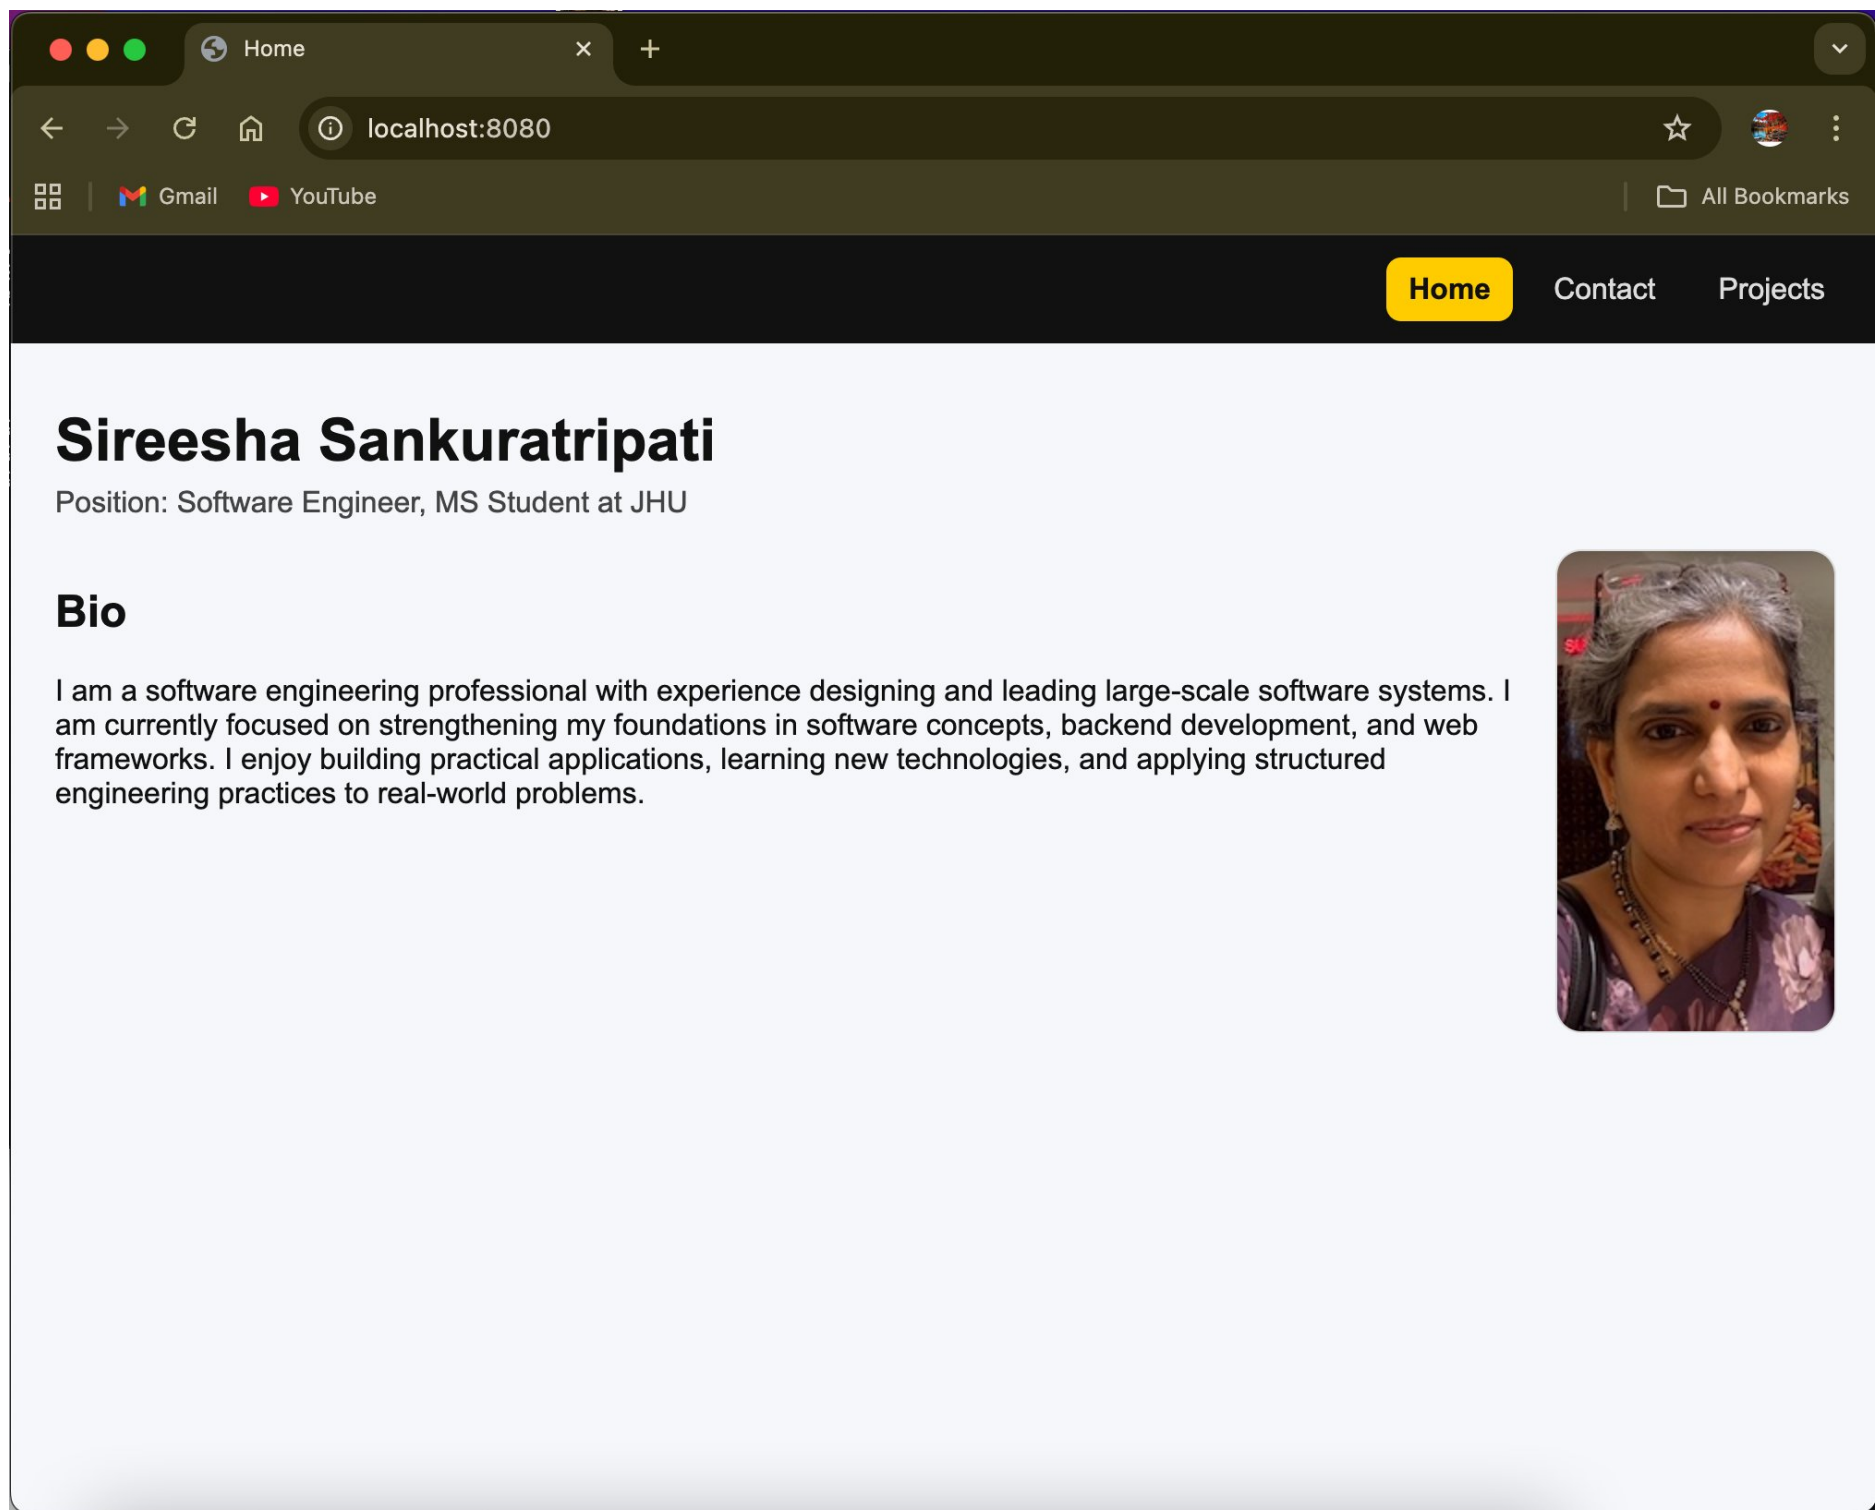 Home
localhost:8080
Gmail
YouTube
All Bookmarks
Home
Contact
Projects
Sireesha Sankuratripati
Position: Software Engineer, MS Student at JHU
Bio
I am a software engineering professional with experience designing and leading large-scale software systems. I
am currently focused on strengthening my foundations in software concepts, backend development, and web
frameworks. I enjoy building practical applications, learning new technologies, and applying structured
engineering practices to real-world problems.